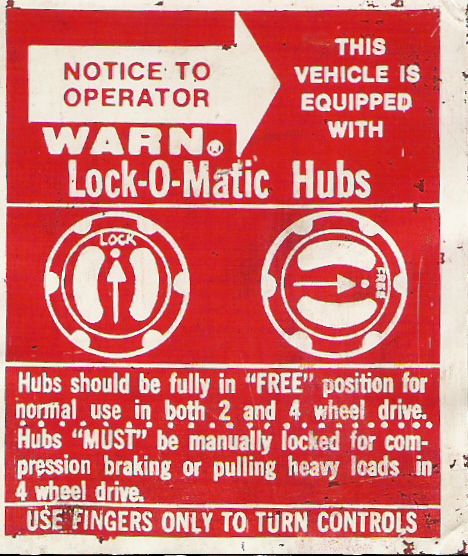 NOTICE TO
OPERATOR
THIS
VEHICLE IS
EQUIPPED
WITH
WARN®
Lock-O-Matic Hubs
LOCK
FREE
Hubs should be fully in "FREE" position for
normal use in both 2 and 4 wheel drive.
Hubs "MUST" be manually locked for com-
pression braking or pulling heavy loads in
4 wheel drive.
USE FINGERS ONLY TO TURN CONTROLS